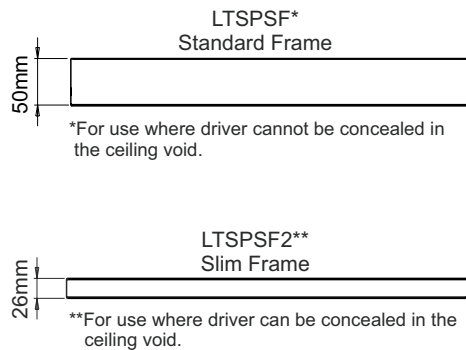 LTSPSF*
Standard Frame
50mm
*For use where driver cannot be concealed in
the ceiling void.
LTSPSF2**
Slim Frame
26mm
**For use where driver can be concealed in the
ceiling void.